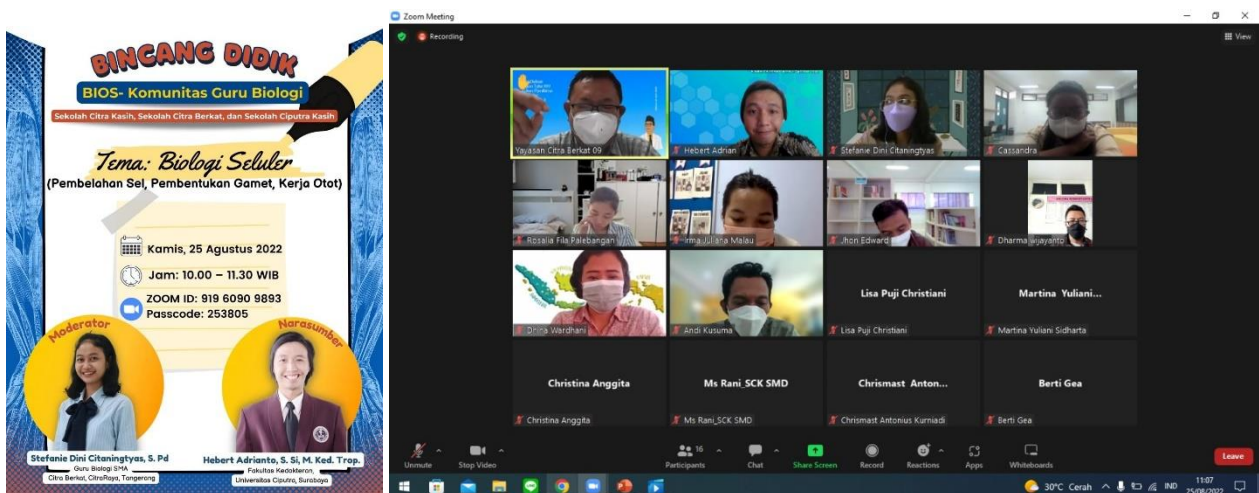 BINCANG DIDIK
BIOS- Komunitas Guru Biologi
Sekolah Citra Kasih, Sekolah Citra Berkat, dan Sekolah Ciputra Kasih
Tema: Biologi Seluler
(Pembelahan Sel, Pembentukan Gamet, Kerja Otot)
Kamis, 25 Agustus 2022
Jam: 10.00 – 11.30 WIB
ZOOM ID: 919 6090 9893
Passcode: 253805
Moderator
Narasumber
Stefanie Dini Citaningtyas, S. Pd
Guru Biologi SMA
Citra Berkat, CitraRaya, Tangerang
Hebert Adrianto, S. Si, M. Ked. Trop.
Fakultas Kedokteran,
Universitas Ciputra, Surabaya
Zoom Meeting
Recording
View
Yayasan Citra Berkat 09
Hebert Adrian
Stefanie Dini Citaningtyas
Cassandra
Rosalia Fila Palebangan
Irma Juliana Malau
Jhon Edward
Dharma wijayanto
Drina Wardhani
Andi Kusuma
Lisa Puji Christiani
Lisa Puji Christiani
Martina Yuliani...
Martina Yuliani Sidharta
Christina Anggita
Christina Anggita
Ms Rani_SCK SMD
Ms Rani_SCK SMD
Chrismast Anton...
Chrismast Antonius Kurniadi
Berti Gea
Berti Gea
Unmute
Stop Video
16
Participants
Chat
Share Screen
Record
Reactions
Apps
Whiteboards
Leave
30°C Cerah
IND
11:07
25/08/2022